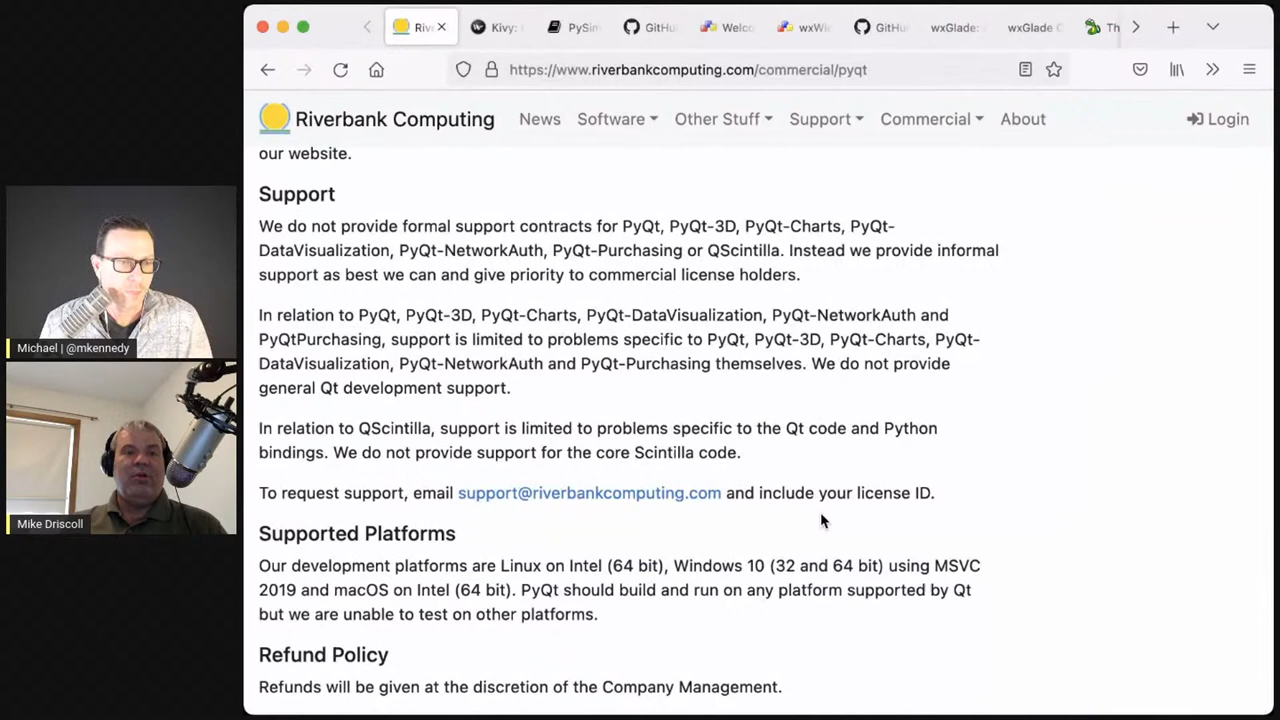 Riv
Kivy:
PySim
GitHu
Welco
wxWi
GitHu
wxGlade:
wxGlade
Th
https://www.riverbankcomputing.com/commercial/pyqt
Riverbank Computing
News
Software
Other Stuff
Support
Commercial
About
Login
our website.
Support
We do not provide formal support contracts for PyQt, PyQt-3D, PyQt-Charts, PyQt-
DataVisualization, PyQt-NetworkAuth, PyQt-Purchasing or QScintilla. Instead we provide informal
support as best we can and give priority to commercial license holders.
In relation to PyQt, PyQt-3D, PyQt-Charts, PyQt-DataVisualization, PyQt-NetworkAuth and
PyQtPurchasing, support is limited to problems specific to PyQt, PyQt-3D, PyQt-Charts, PyQt-
DataVisualization, PyQt-NetworkAuth and PyQt-Purchasing themselves. We do not provide
general Qt development support.
In relation to QScintilla, support is limited to problems specific to the Qt code and Python
bindings. We do not provide support for the core Scintilla code.
To request support, email support@riverbankcomputing.com and include your license ID.
Supported Platforms
Our development platforms are Linux on Intel (64 bit), Windows 10 (32 and 64 bit) using MSVC
2019 and macOS on Intel (64 bit). PyQt should build and run on any platform supported by Qt
but we are unable to test on other platforms.
Refund Policy
Refunds will be given at the discretion of the Company Management.
Michael | @mkennedy
Mike Driscoll